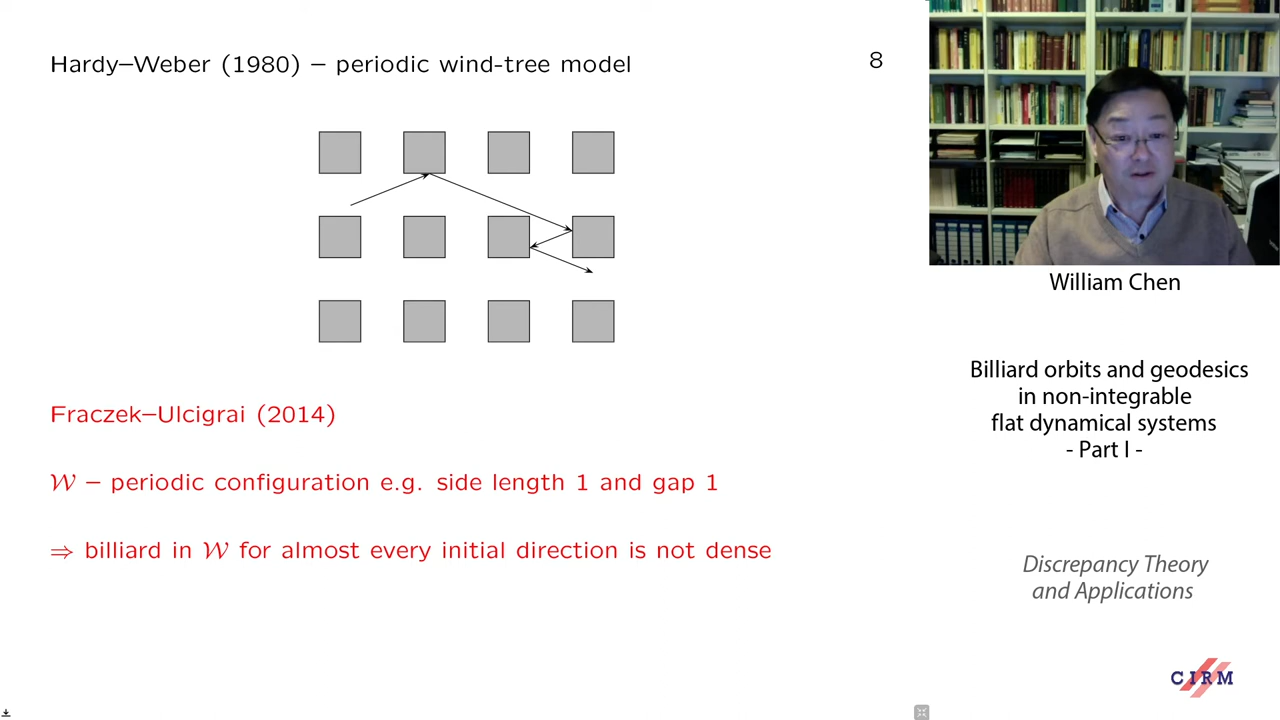 Hardy–Weber (1980) – periodic wind-tree model
8
Fraczek–Ulcigrai (2014)
𝒲 – periodic configuration e.g. side length 1 and gap 1
⇒ billiard in 𝒲 for almost every initial direction is not dense
William Chen
Billiard orbits and geodesics
in non-integrable
flat dynamical systems
- Part I -
Discrepancy Theory
and Applications
CIRM